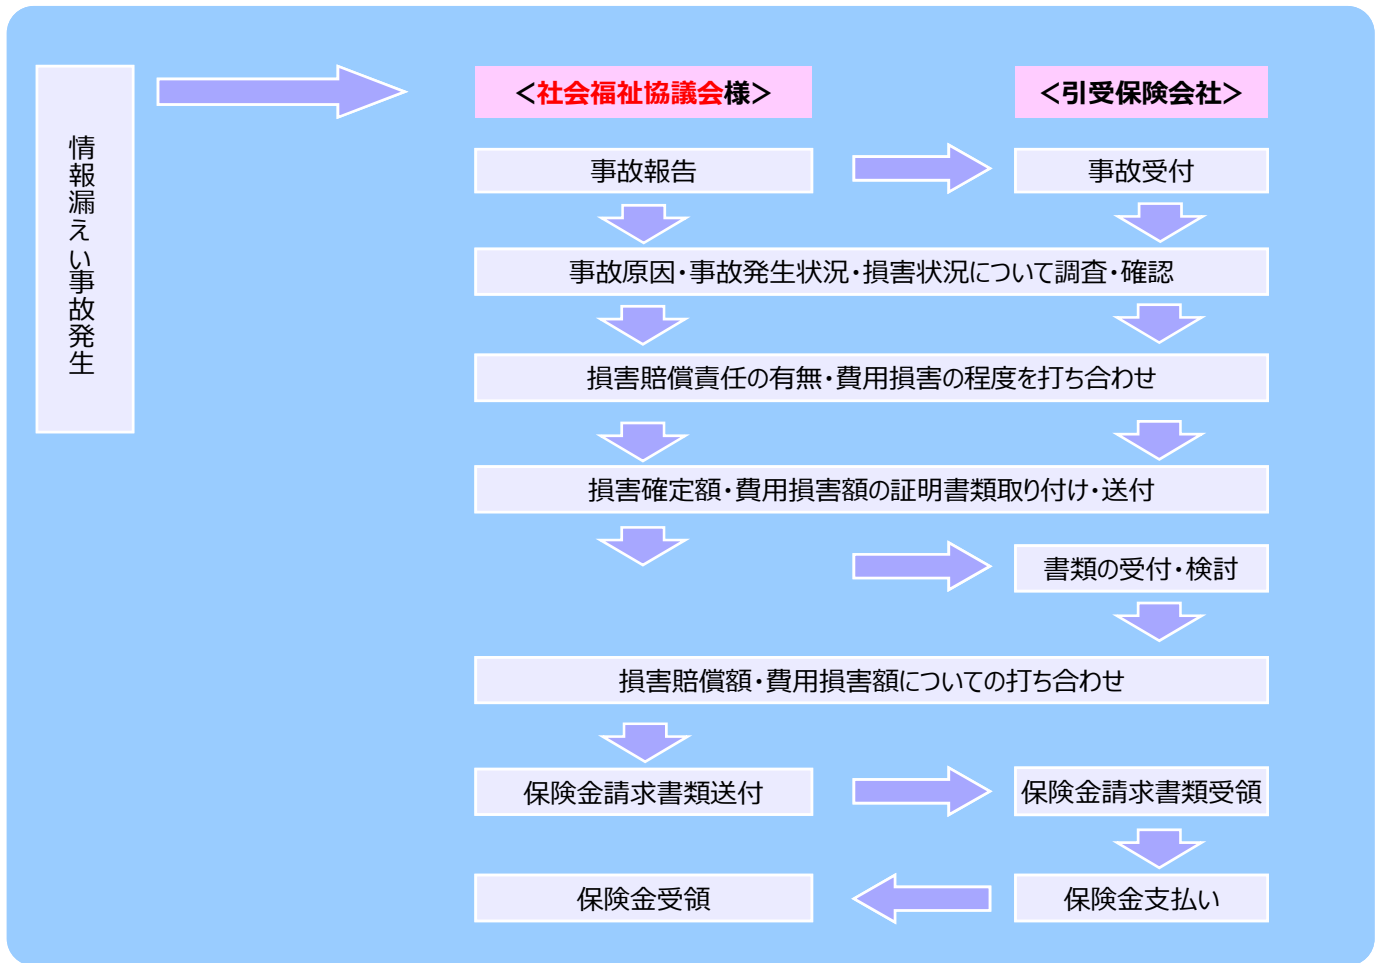 情報漏えい事故発生
＜社会福祉協議会様＞
＜引受保険会社＞
事故報告
事故受付
事故原因・事故発生状況・損害状況について調査・確認
損害賠償責任の有無・費用損害の程度を打ち合わせ
損害確定額・費用損害額の証明書類取り付け・送付
書類の受付・検討
損害賠償額・費用損害額についての打ち合わせ
保険金請求書類送付
保険金請求書類受領
保険金受領
保険金支払い